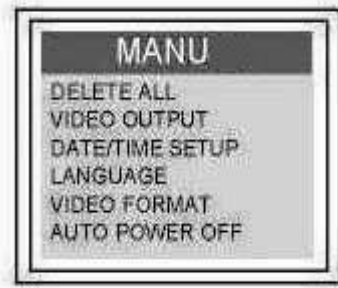 MANU
DELETE ALL
VIDEO OUTPUT
DATE/TIME SETUP
LANGUAGE
VIDEO FORMAT
AUTO POWER OFF